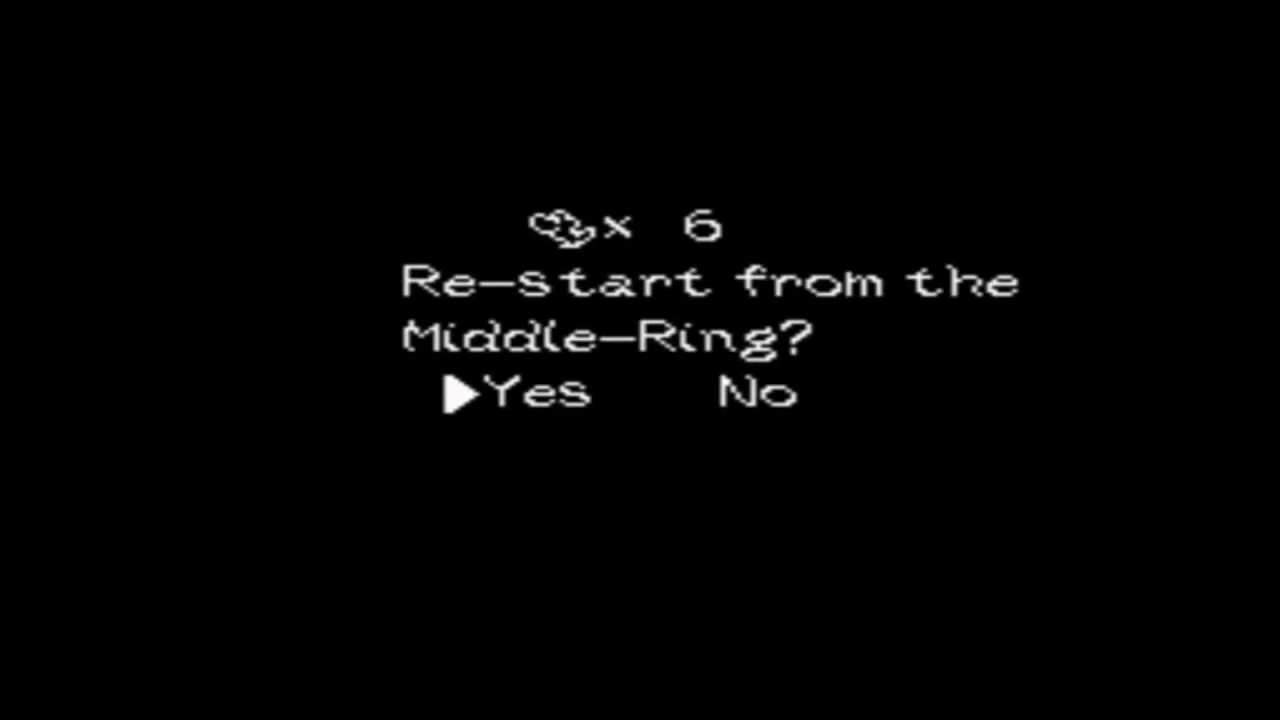 x 6
Re-start from the
Middle-Ring?
Yes No